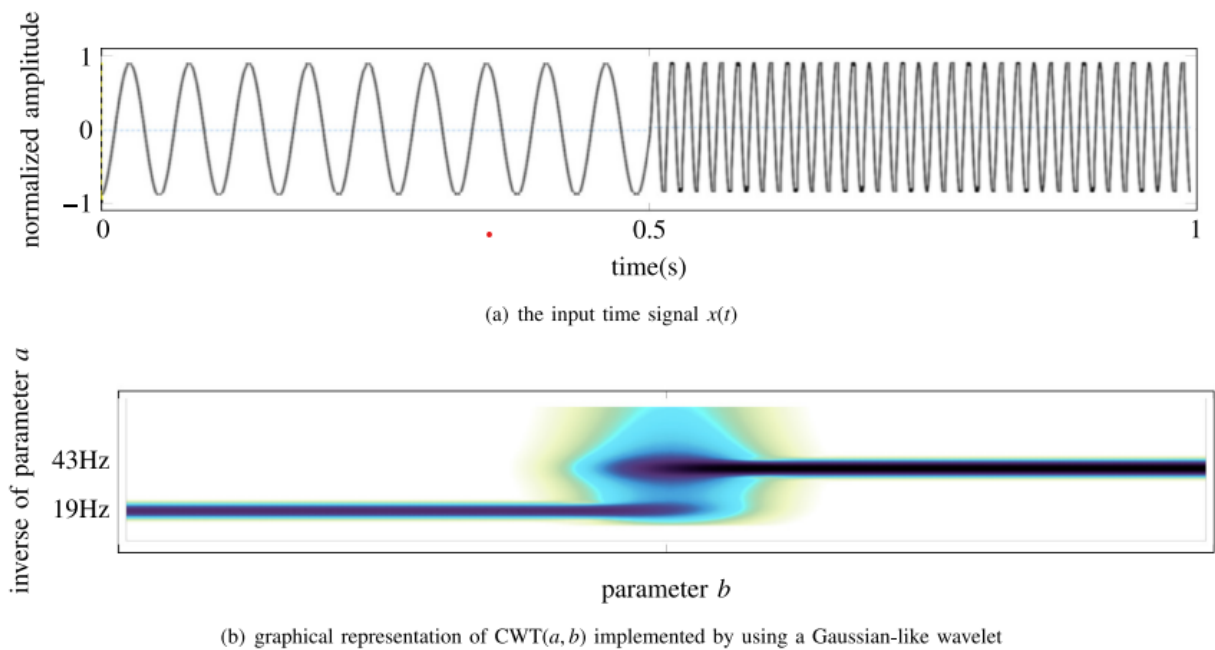 normalized amplitude
1
0
−1
0
0.5
1
time(s)
(a) the input time signal x(t)
inverse of parameter a
43Hz
19Hz
parameter b
(b) graphical representation of CWT(a, b) implemented by using a Gaussian-like wavelet